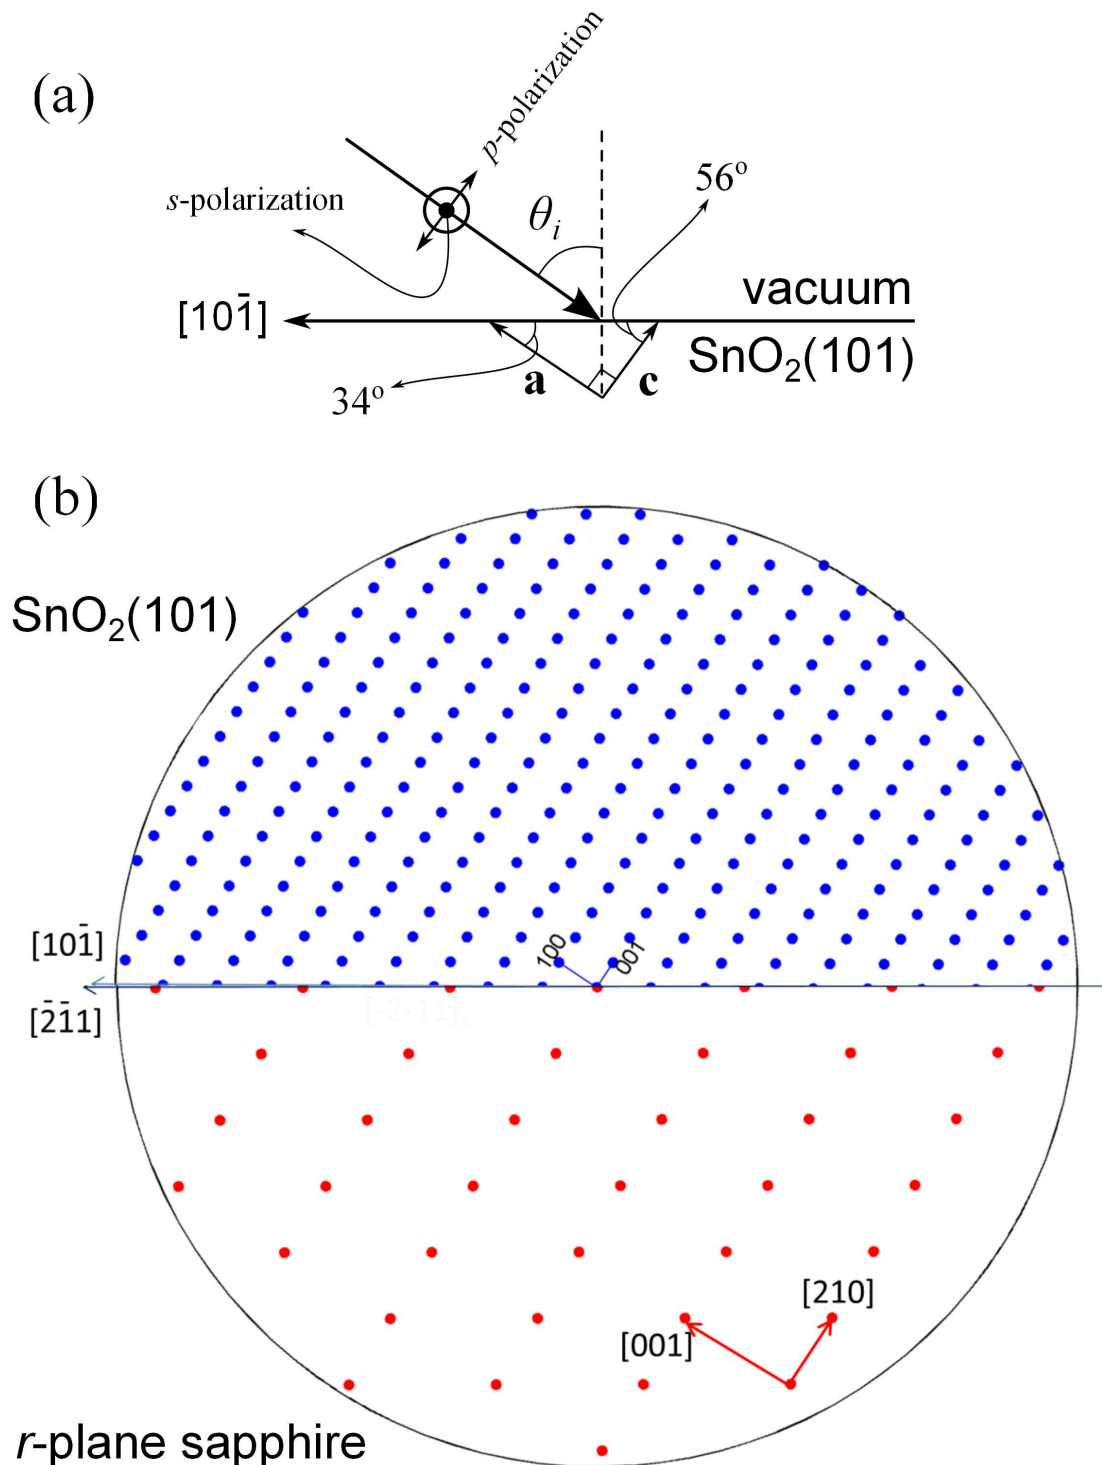 (a)
p-polarization
s-polarization
θi
56°
vacuum
[101̄]
SnO₂(101)
a
c
34°
(b)
SnO₂(101)
[101̄]
100
001
[2̄1̄1]
[-2-11]
[001]
[210]
r-plane sapphire